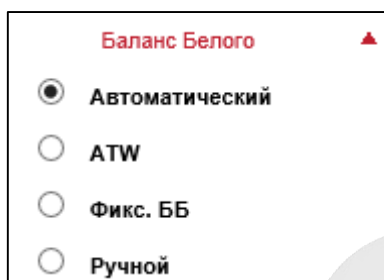 Баланс Белого
Автоматический
ATW
Фикс. ББ
Ручной